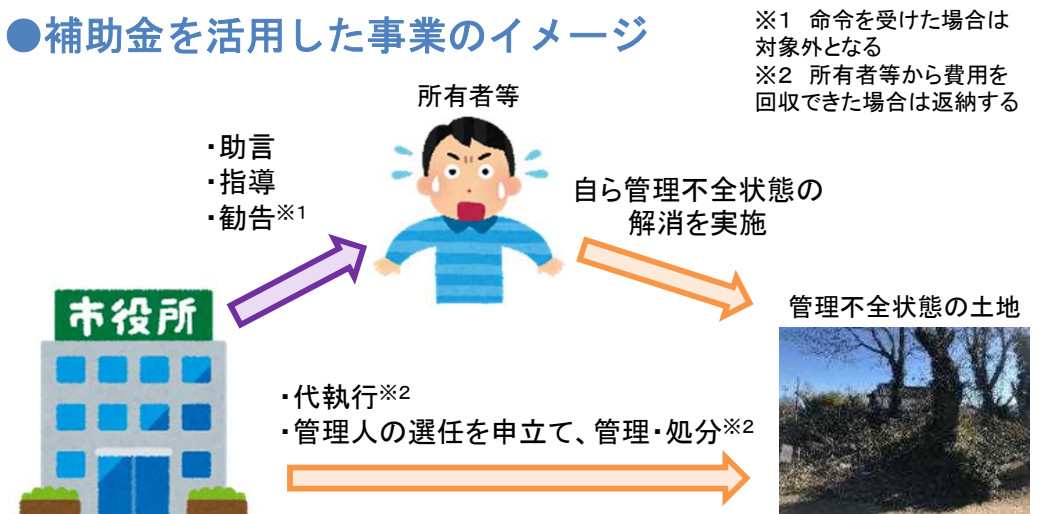 ●補助金を活用した事業のイメージ
※1　命令を受けた場合は
対象外となる
※2　所有者等から費用を
回収できた場合は返納する
所有者等
・助言
・指導
・勧告※1
自ら管理不全状態の
解消を実施
市役所
管理不全状態の土地
・代執行※2
・管理人の選任を申立て、管理・処分※2